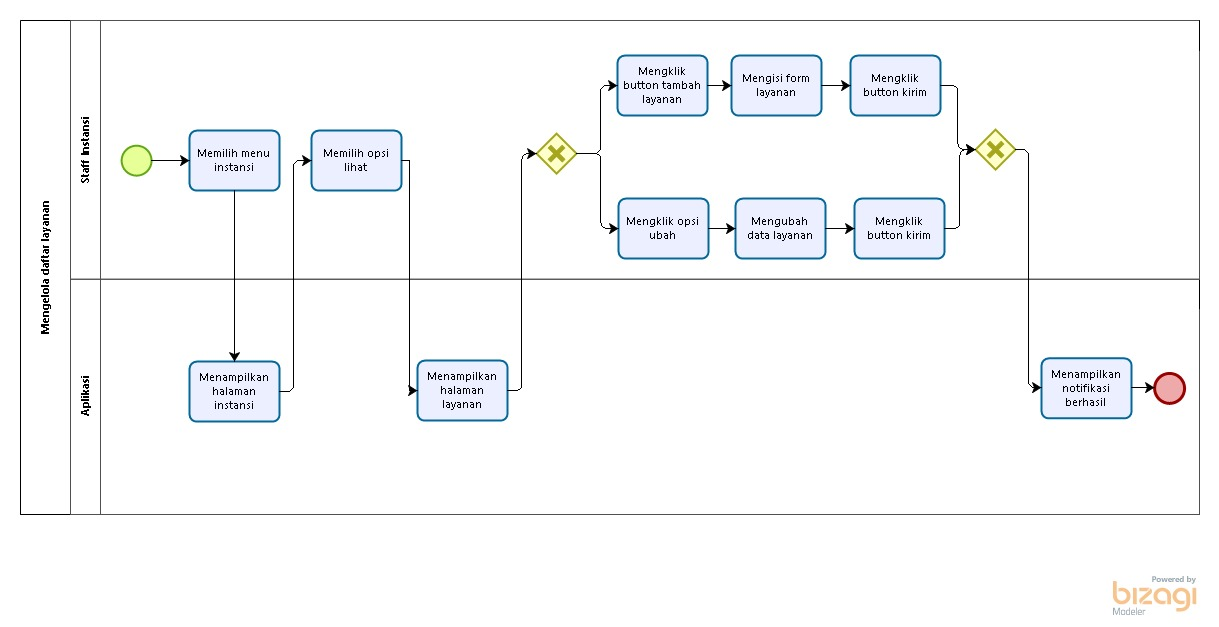 Mengelola daftar layanan
Staff Instansi
Memilih menu
instansi
Memilih opsi
lihat
Mengklik
button tambah
layanan
Mengisi form
layanan
Mengklik
button kirim
Mengklik opsi
ubah
Mengubah
data layanan
Mengklik
button kirim
Aplikasi
Menampilkan
halaman
instansi
Menampilkan
halaman
layanan
Menampilkan
notifikasi
berhasil
Powered by
bizagi
Modeler